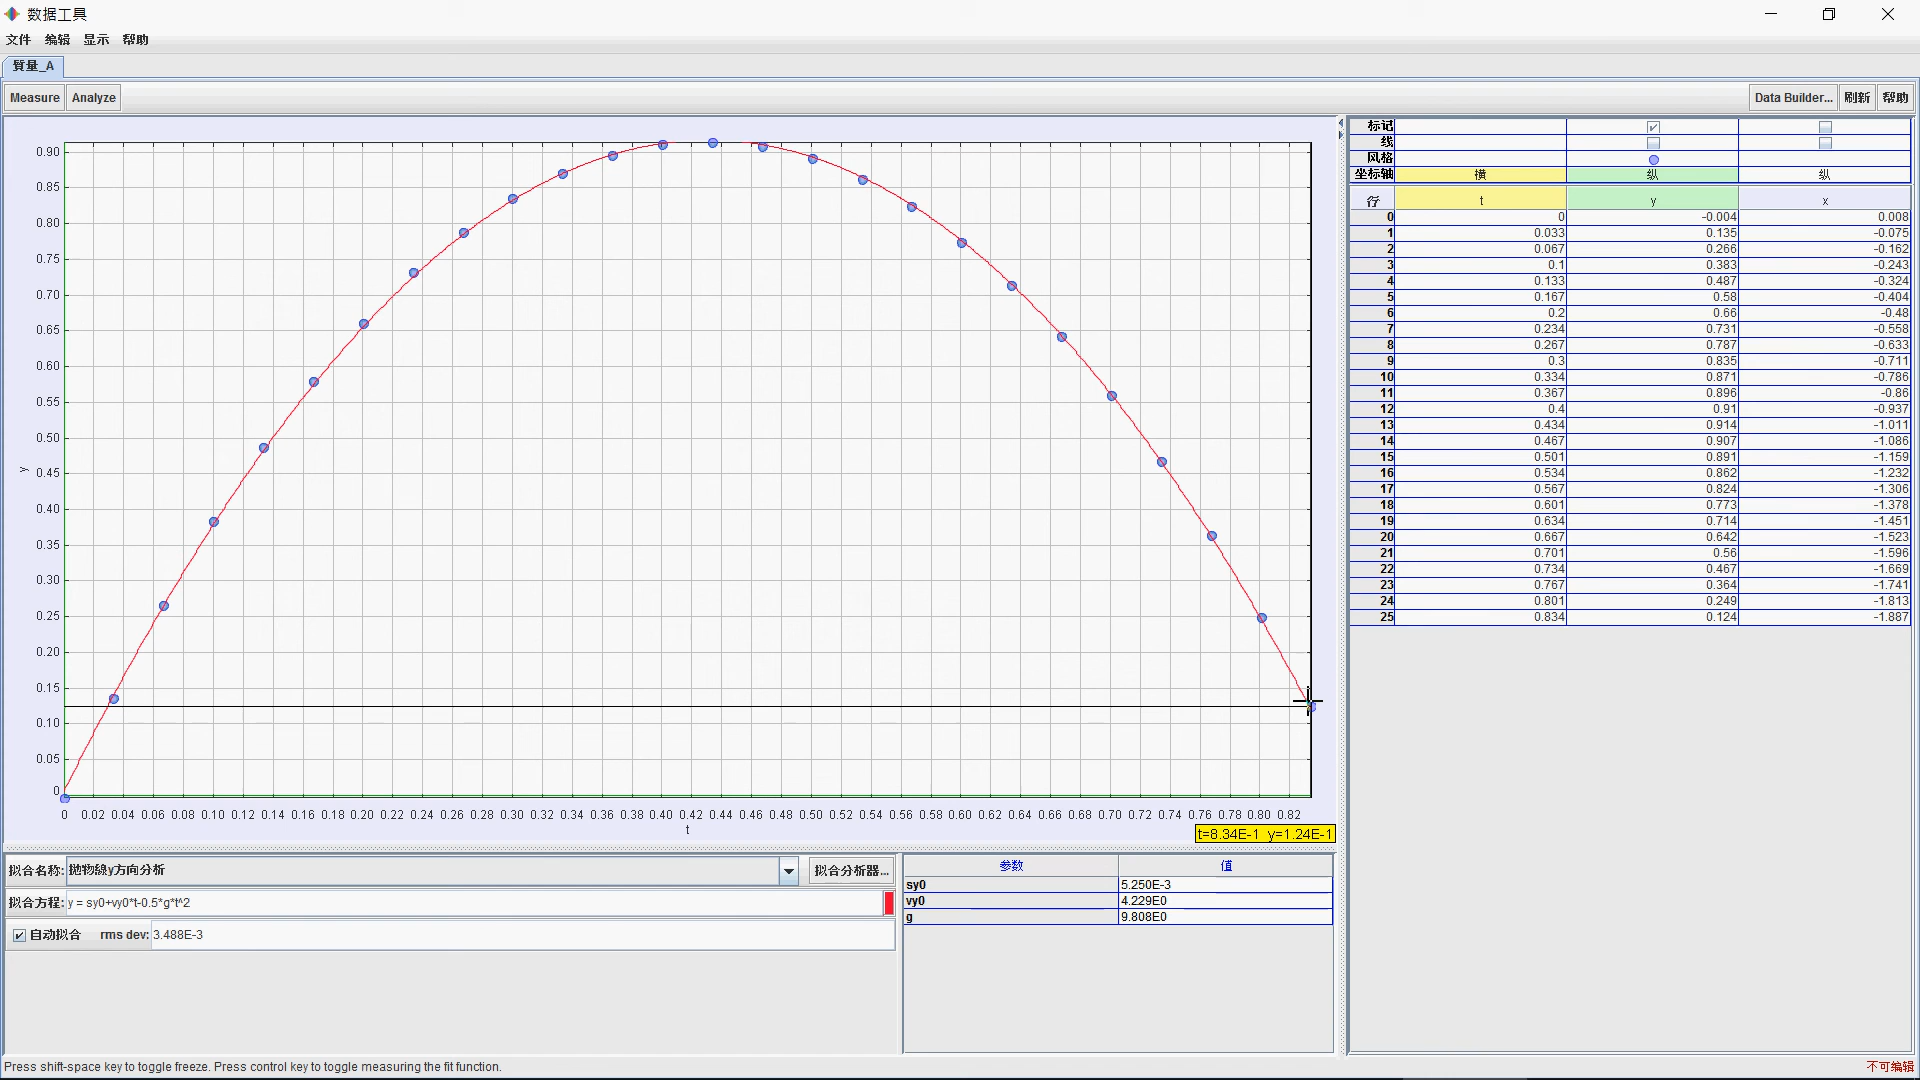 数据工具
文件 编辑 显示 帮助
質量_A
Measure Analyze Data Builder... 刷新 帮助
标记
线
风格
坐标轴 横 纵 纵
行 t y x
0 0 -0.004 0.008
1 0.033 0.135 -0.075
2 0.067 0.266 -0.162
3 0.1 0.383 -0.243
4 0.133 0.487 -0.324
5 0.167 0.58 -0.404
6 0.2 0.66 -0.48
7 0.234 0.731 -0.558
8 0.267 0.787 -0.633
9 0.3 0.835 -0.711
10 0.334 0.871 -0.786
11 0.367 0.896 -0.86
12 0.4 0.91 -0.937
13 0.434 0.914 -1.011
14 0.467 0.907 -1.086
15 0.501 0.891 -1.159
16 0.534 0.862 -1.232
17 0.567 0.824 -1.306
18 0.601 0.773 -1.378
19 0.634 0.714 -1.451
20 0.667 0.642 -1.523
21 0.701 0.56 -1.596
22 0.734 0.467 -1.669
23 0.767 0.364 -1.741
24 0.801 0.249 -1.813
25 0.834 0.124 -1.887
0.90
0.85
0.80
0.75
0.70
0.65
0.60
0.55
0.50
y 0.45
0.40
0.35
0.30
0.25
0.20
0.15
0.10
0.05
0
0 0.02 0.04 0.06 0.08 0.10 0.12 0.14 0.16 0.18 0.20 0.22 0.24 0.26 0.28 0.30 0.32 0.34 0.36 0.38 0.40 0.42 0.44 0.46 0.48 0.50 0.52 0.54 0.56 0.58 0.60 0.62 0.64 0.66 0.68 0.70 0.72 0.74 0.76 0.78 0.80 0.82
t
t=8.34E-1 y=1.24E-1
拟合名称: 拋物線y方向分析 拟合分析器...
拟合方程: y = sy0+vy0*t-0.5*g*t^2
自动拟合 rms dev: 3.488E-3
参数 值
sy0 5.250E-3
vy0 4.229E0
g 9.808E0
Press shift-space key to toggle freeze. Press control key to toggle measuring the fit function.
不可编辑